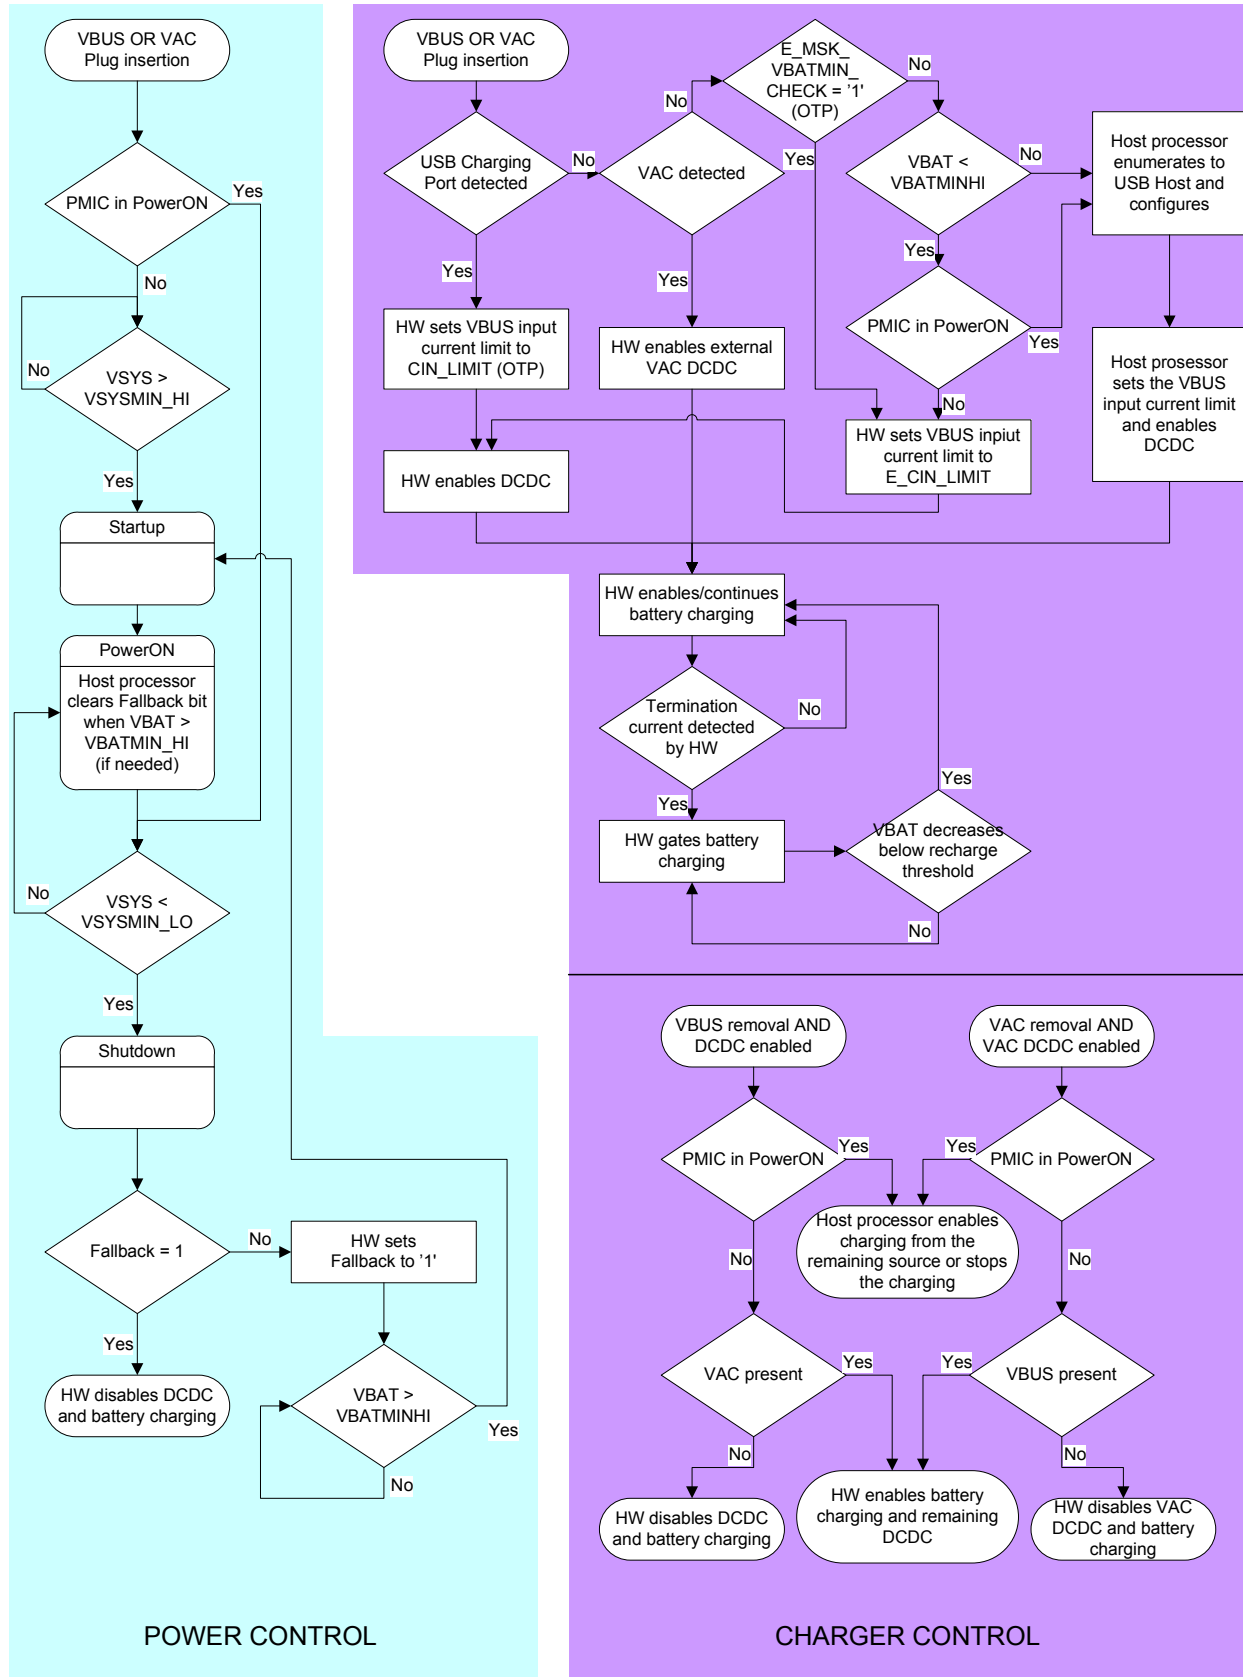 VBUS OR VAC
Plug insertion
PMIC in PowerON
Yes
No
VSYS >
VSYSMIN_HI
No
Yes
Startup
PowerON
Host processor
clears Fallback bit
when VBAT >
VBATMIN_HI
(if needed)
VSYS <
VSYSMIN_LO
No
Yes
Shutdown
Fallback = 1
No
HW sets
Fallback to '1'
Yes
HW disables DCDC
and battery charging
VBAT >
VBATMINHI
Yes
No
POWER CONTROL
VBUS OR VAC
Plug insertion
USB Charging
Port detected
No
Yes
VAC detected
No
Yes
E_MSK_
VBATMIN_
CHECK = '1'
(OTP)
No
Yes
VBAT <
VBATMINHI
No
Yes
Host processor
enumerates to
USB Host and
configures
PMIC in PowerON
Yes
No
HW sets VBUS input
current limit to
CIN_LIMIT (OTP)
HW enables external
VAC DCDC
Host prosessor
sets the VBUS
input current limit
and enables
DCDC
HW sets VBUS inpiut
current limit to
E_CIN_LIMIT
HW enables DCDC
HW enables/continues
battery charging
Termination
current detected
by HW
No
Yes
HW gates battery
charging
VBAT decreases
below recharge
threshold
Yes
No
VBUS removal AND
DCDC enabled
VAC removal AND
VAC DCDC enabled
PMIC in PowerON
Yes
Yes
PMIC in PowerON
Host processor enables
charging from the
remaining source or stops
the charging
No
No
VAC present
Yes
Yes
VBUS present
No
No
HW disables DCDC
and battery charging
HW enables battery
charging and remaining
DCDC
HW disables VAC
DCDC and battery
charging
CHARGER CONTROL